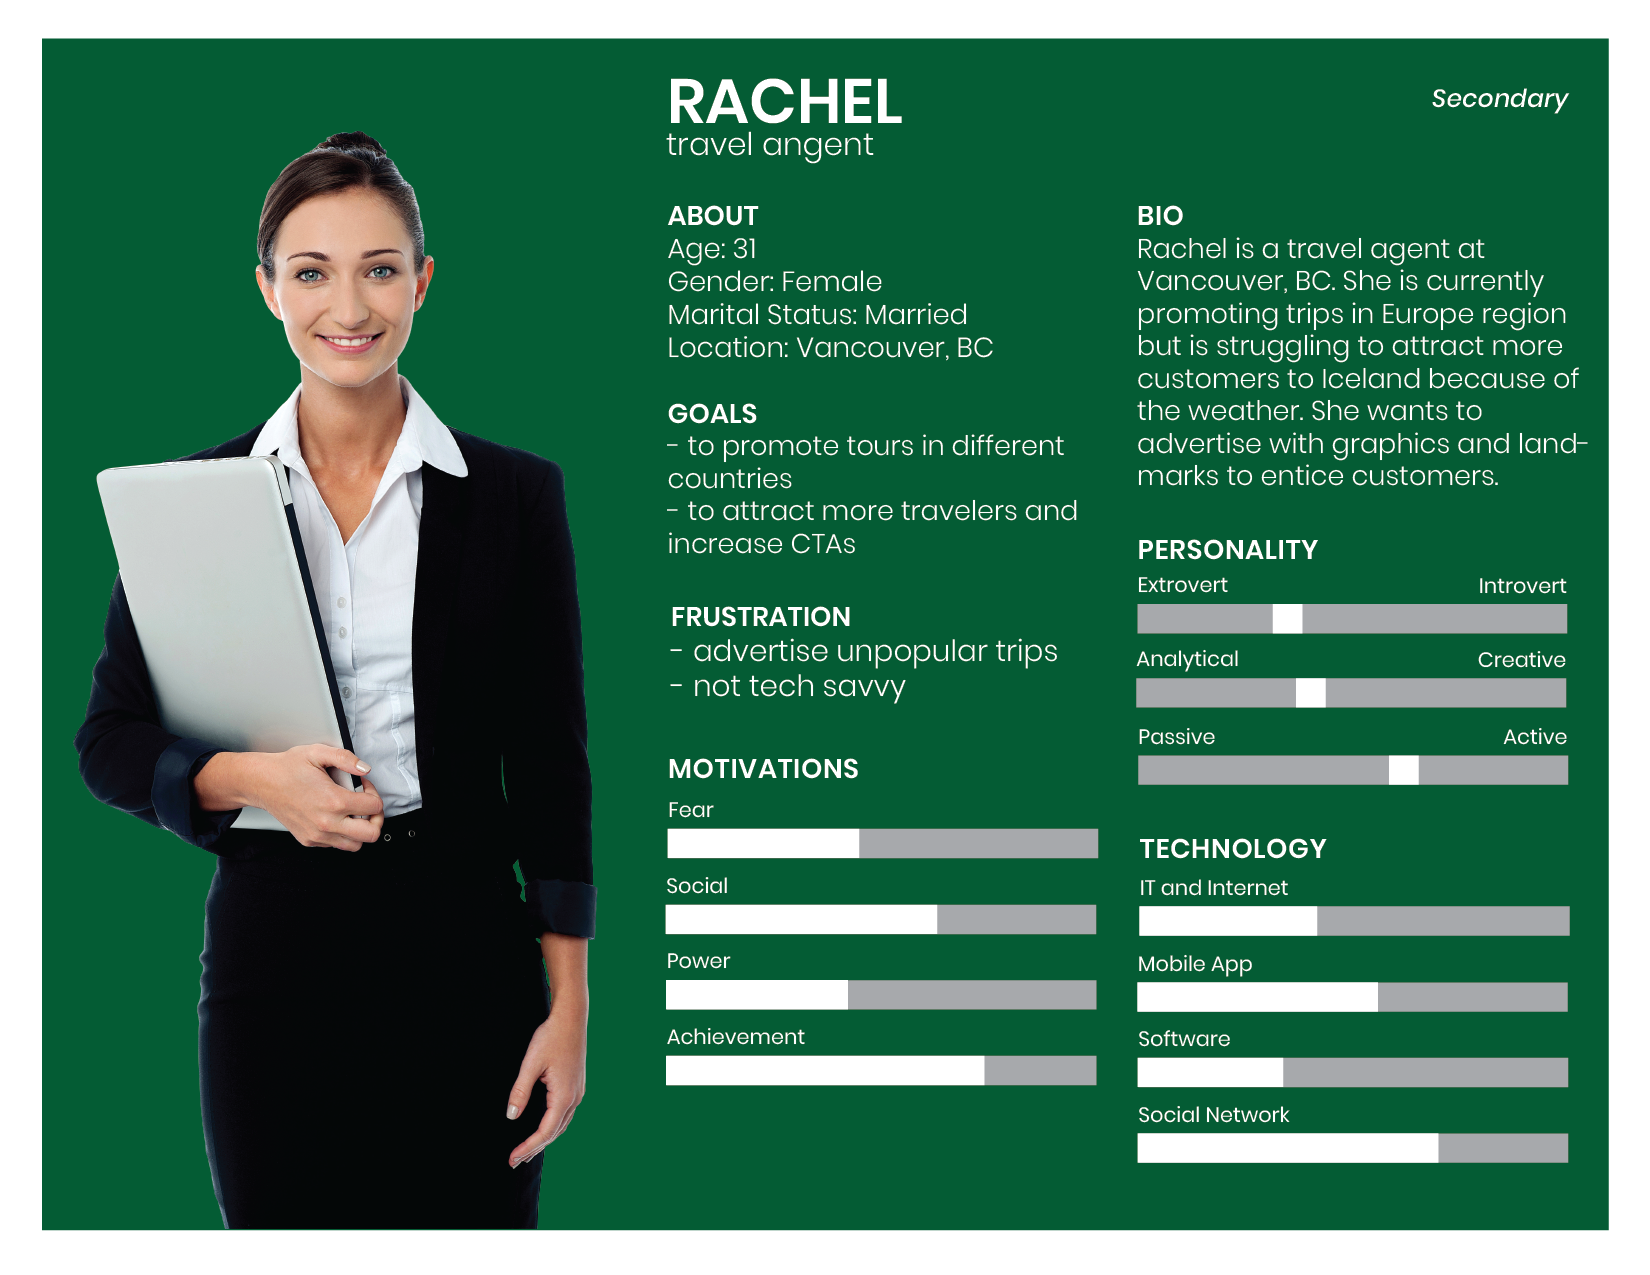 RACHEL
travel angent
Secondary
ABOUT
Age: 31
Gender: Female
Marital Status: Married
Location: Vancouver, BC
GOALS
- to promote tours in different
countries
- to attract more travelers and
increase CTAs
FRUSTRATION
- advertise unpopular trips
- not tech savvy
MOTIVATIONS
Fear
Social
Power
Achievement
BIO
Rachel is a travel agent at
Vancouver, BC. She is currently
promoting trips in Europe region
but is struggling to attract more
customers to Iceland because of
the weather. She wants to
advertise with graphics and land-
marks to entice customers.
PERSONALITY
Extrovert Introvert
Analytical Creative
Passive Active
TECHNOLOGY
IT and Internet
Mobile App
Software
Social Network